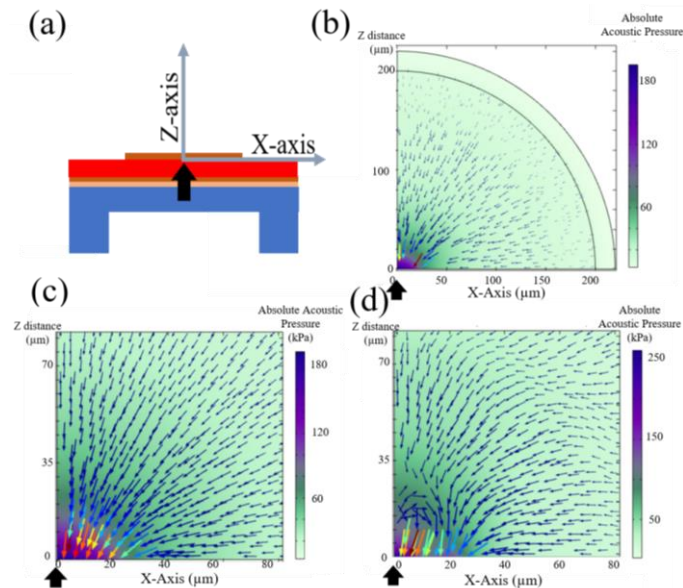 (a)
Z-axis
X-axis
(b)
Z distance
(µm)
Absolute
Acoustic Pressure
200
100
0
0
50
100
150
200
X-Axis (µm)
180
120
60
(c)
Z distance
(µm)
Absolute Acoustic
Pressure
(kPa)
70
35
0
0
20
40
60
80
X-Axis (µm)
180
120
60
(d)
Z distance
(µm)
Absolute
Acoustic Pressure
(kPa)
70
35
0
0
20
40
60
80
X-Axis (µm)
250
150
50